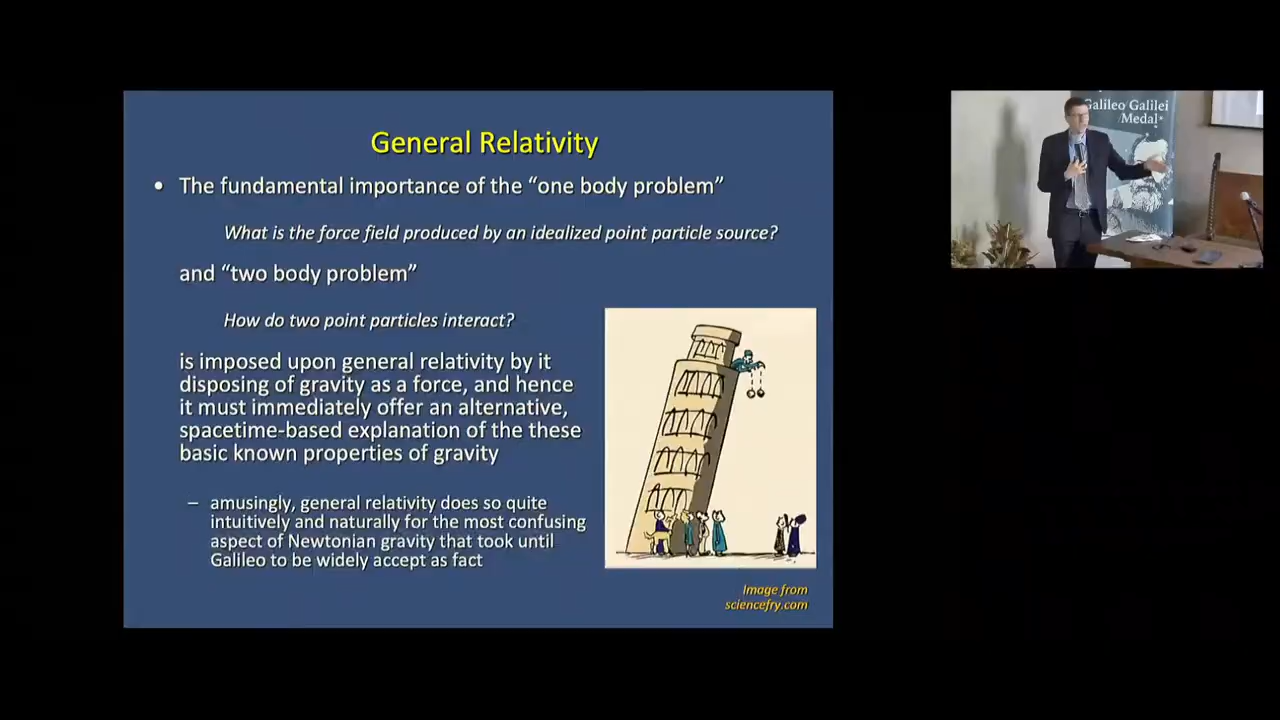 General Relativity
• The fundamental importance of the “one body problem”
What is the force field produced by an idealized point particle source?
and “two body problem”
How do two point particles interact?
is imposed upon general relativity by it
disposing of gravity as a force, and hence
it must immediately offer an alternative,
spacetime-based explanation of the these
basic known properties of gravity
– amusingly, general relativity does so quite
intuitively and naturally for the most confusing
aspect of Newtonian gravity that took until
Galileo to be widely accept as fact
Image from
sciencefry.com
Galileo Galilei
Medal